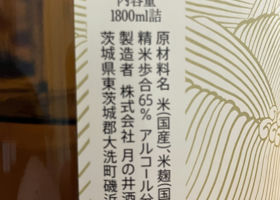 内容量
1800ml詰
原材料名 米(国産)、米麹(国
精米歩合65% アルコール分
製造者 株式会社 月の井酒
茨城県東茨城郡大洗町磯浜